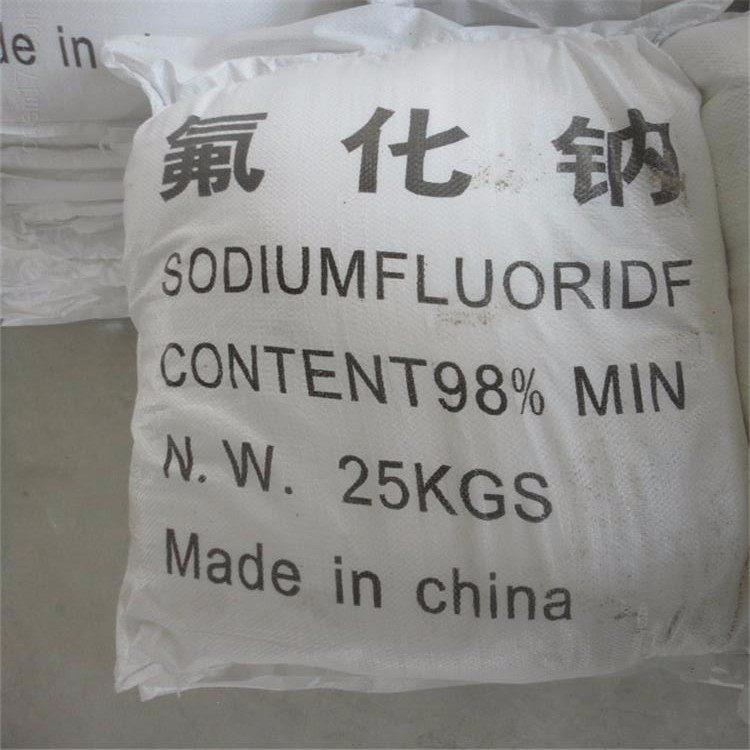 de in
氟化钠
SODIUMFLUORIDF
CONTENT98% MIN
N.W. 25KGS
Made in china